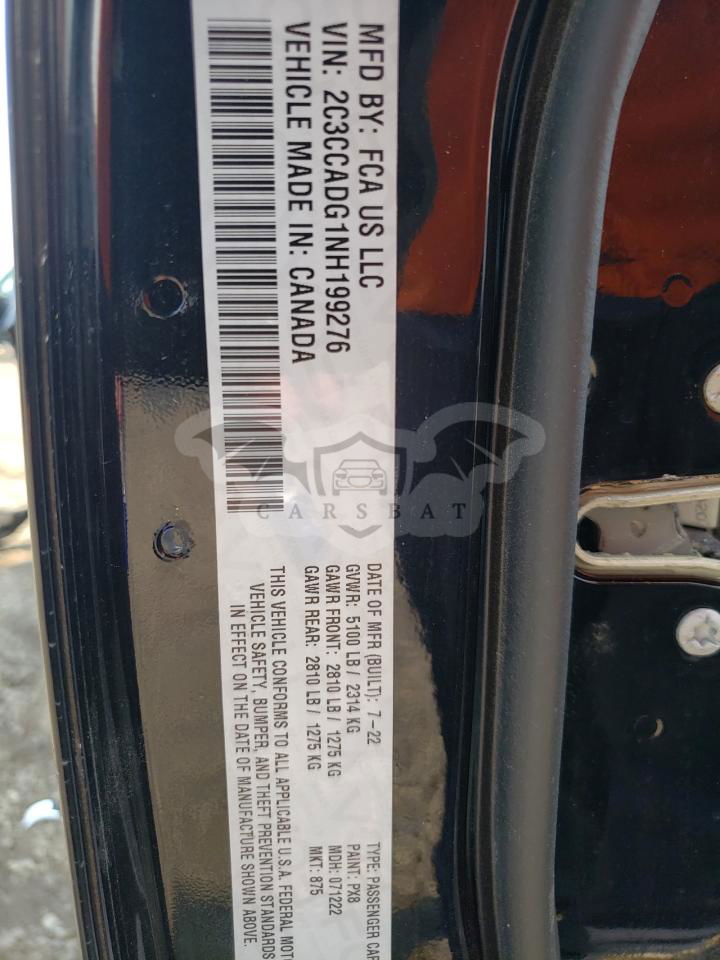 MFD BY: FCA US LLC
VIN: 2C3CCADG1NH199276
VEHICLE MADE IN: CANADA
CARSBAT
DATE OF MFR (BUILT): 7-22
GVWR: 5100 LB / 2314 KG
GAWR FRONT: 2810 LB / 1275 KG
GAWR REAR: 2810 LB / 1275 KG
TYPE: PASSENGER CAR
PAINT: PX8
MDH: 071222
MKT: 875
THIS VEHICLE CONFORMS TO ALL APPLICABLE U.S.A. FEDERAL MOTO
VEHICLE SAFETY, BUMPER, AND THEFT PREVENTION STANDARDS
IN EFFECT ON THE DATE OF MANUFACTURE SHOWN ABOVE.